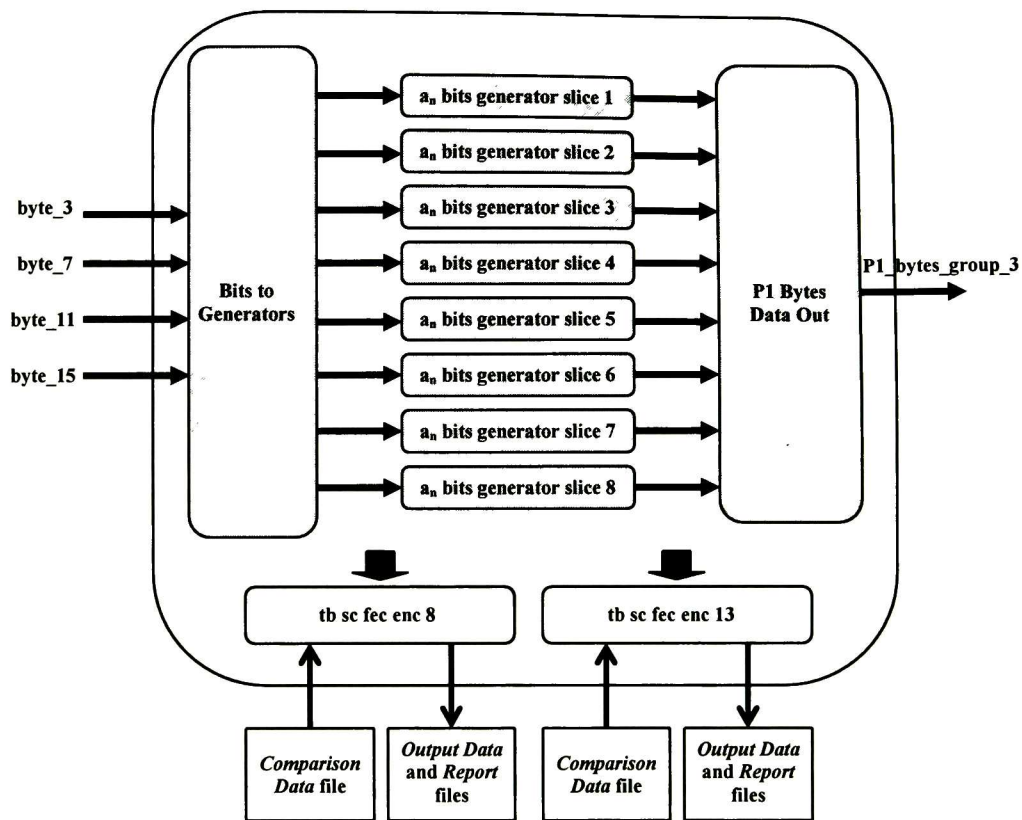 byte_3
byte_7
byte_11
byte_15
Bits to
Generators
aₙ bits generator slice 1
aₙ bits generator slice 2
aₙ bits generator slice 3
aₙ bits generator slice 4
aₙ bits generator slice 5
aₙ bits generator slice 6
aₙ bits generator slice 7
aₙ bits generator slice 8
P1 Bytes
Data Out
P1_bytes_group_3
tb sc fec enc 8
tb sc fec enc 13
Comparison
Data file
Output Data
and Report
files
Comparison
Data file
Output Data
and Report
files